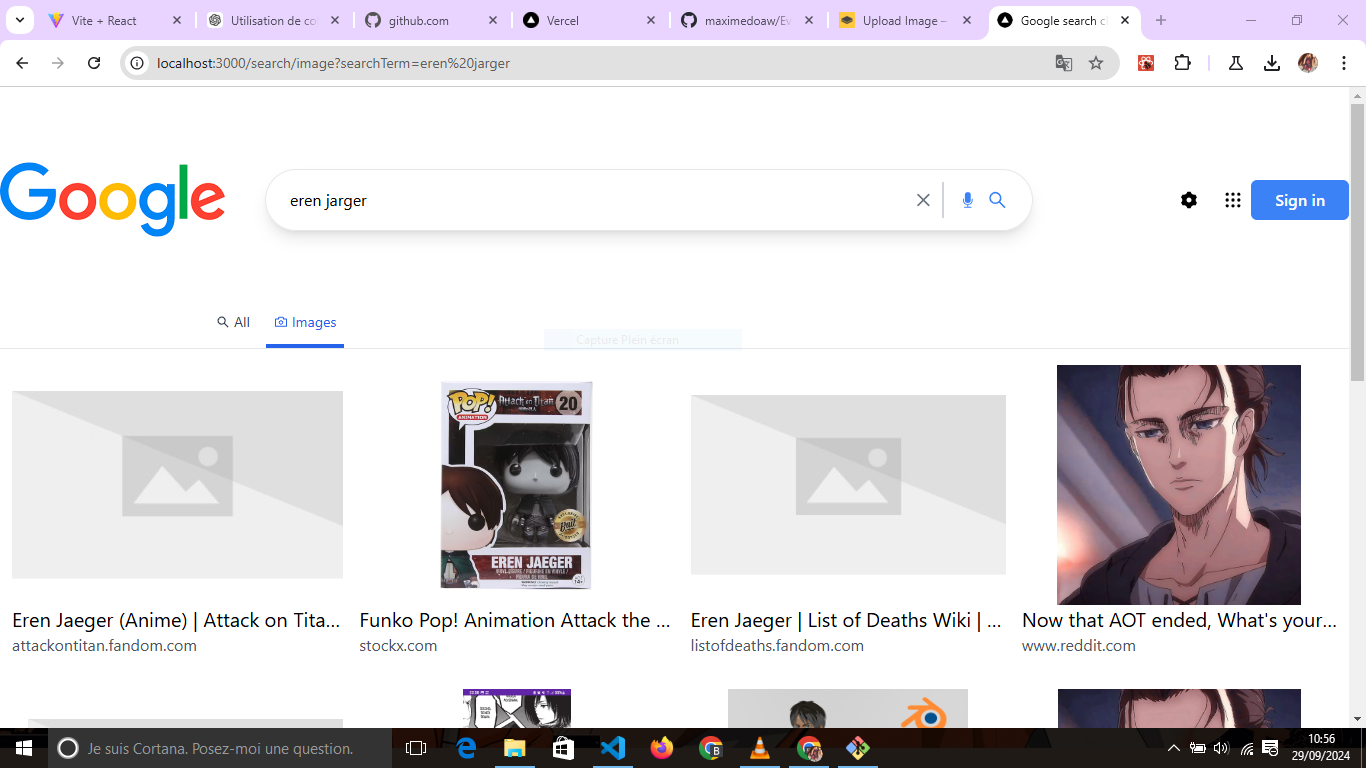 Vite + React
Utilisation de co
github.com
Vercel
maximedoaw/Ev
Upload Image –
Google search cl
localhost:3000/search/image?searchTerm=eren%20jarger
Google
eren jarger
Sign in
All
Images
Capture Plein écran
POP!
ANIMATION
Attack on Titan
20
EREN JAEGER
Eren Jaeger (Anime) | Attack on Tita...
attackontitan.fandom.com
Funko Pop! Animation Attack the ...
stockx.com
Eren Jaeger | List of Deaths Wiki | ...
listofdeaths.fandom.com
Now that AOT ended, What's your...
www.reddit.com
Je suis Cortana. Posez-moi une question.
10:56
29/09/2024